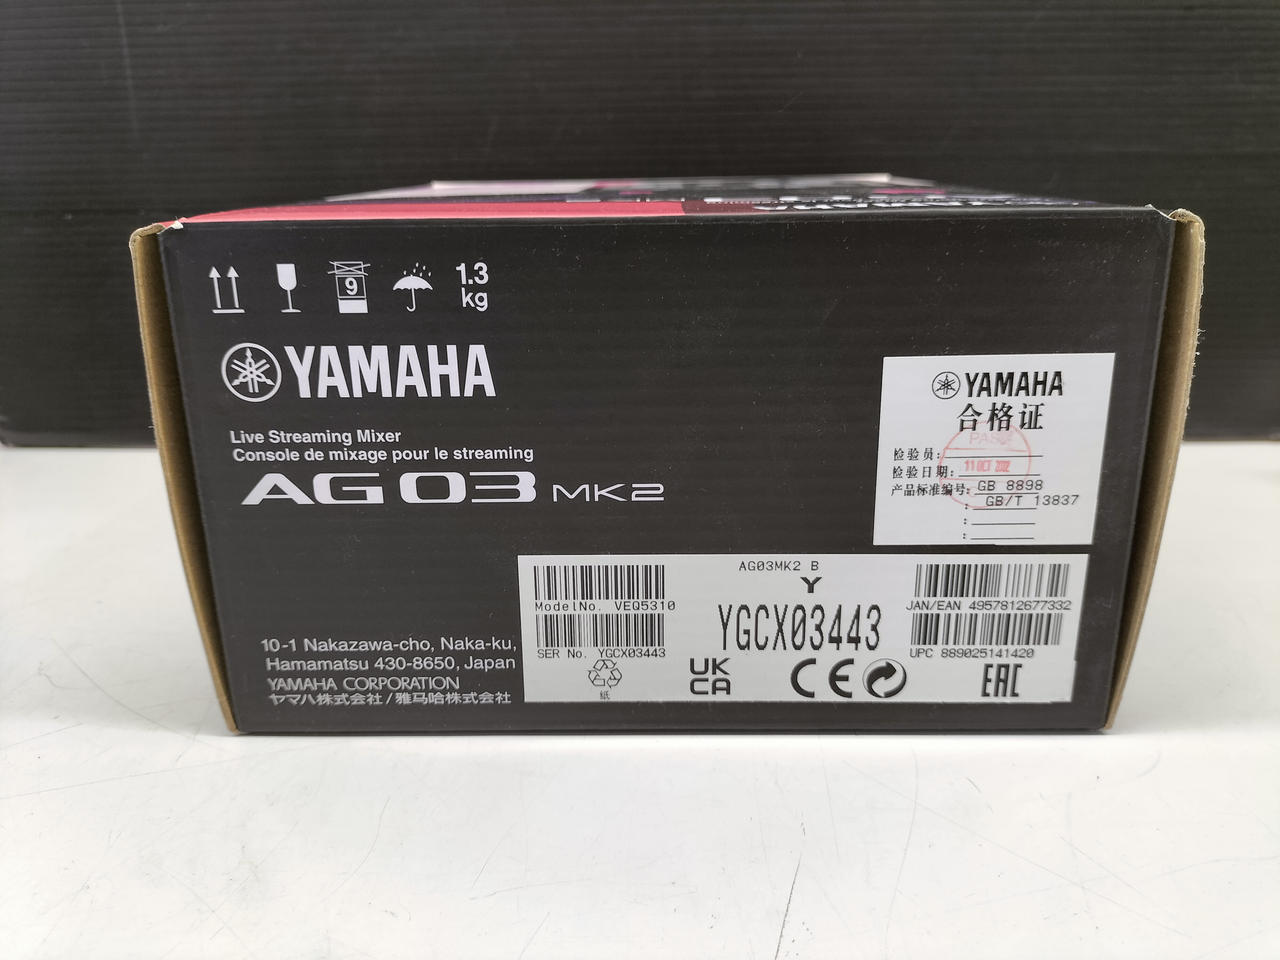 9
1.3
kg
YAMAHA
Live Streaming Mixer
Console de mixage pour le streaming
AG03 MK2
10-1 Nakazawa-cho, Naka-ku,
Hamamatsu 430-8650, Japan
YAMAHA CORPORATION
ヤマハ株式会社/雅马哈株式会社
YAMAHA
合格证
检验员:
检验日期:
11 OCT
产品标准编号: GB 8898
: GB/T 13837
:
:
AG03MK2 B
Y
YGCX03443
ModelNo. VEQ5310
SER No. YGCX03443
紙
UK
CA
CE
JAN/EAN 4957812677332
UPC 889025141420
EAC